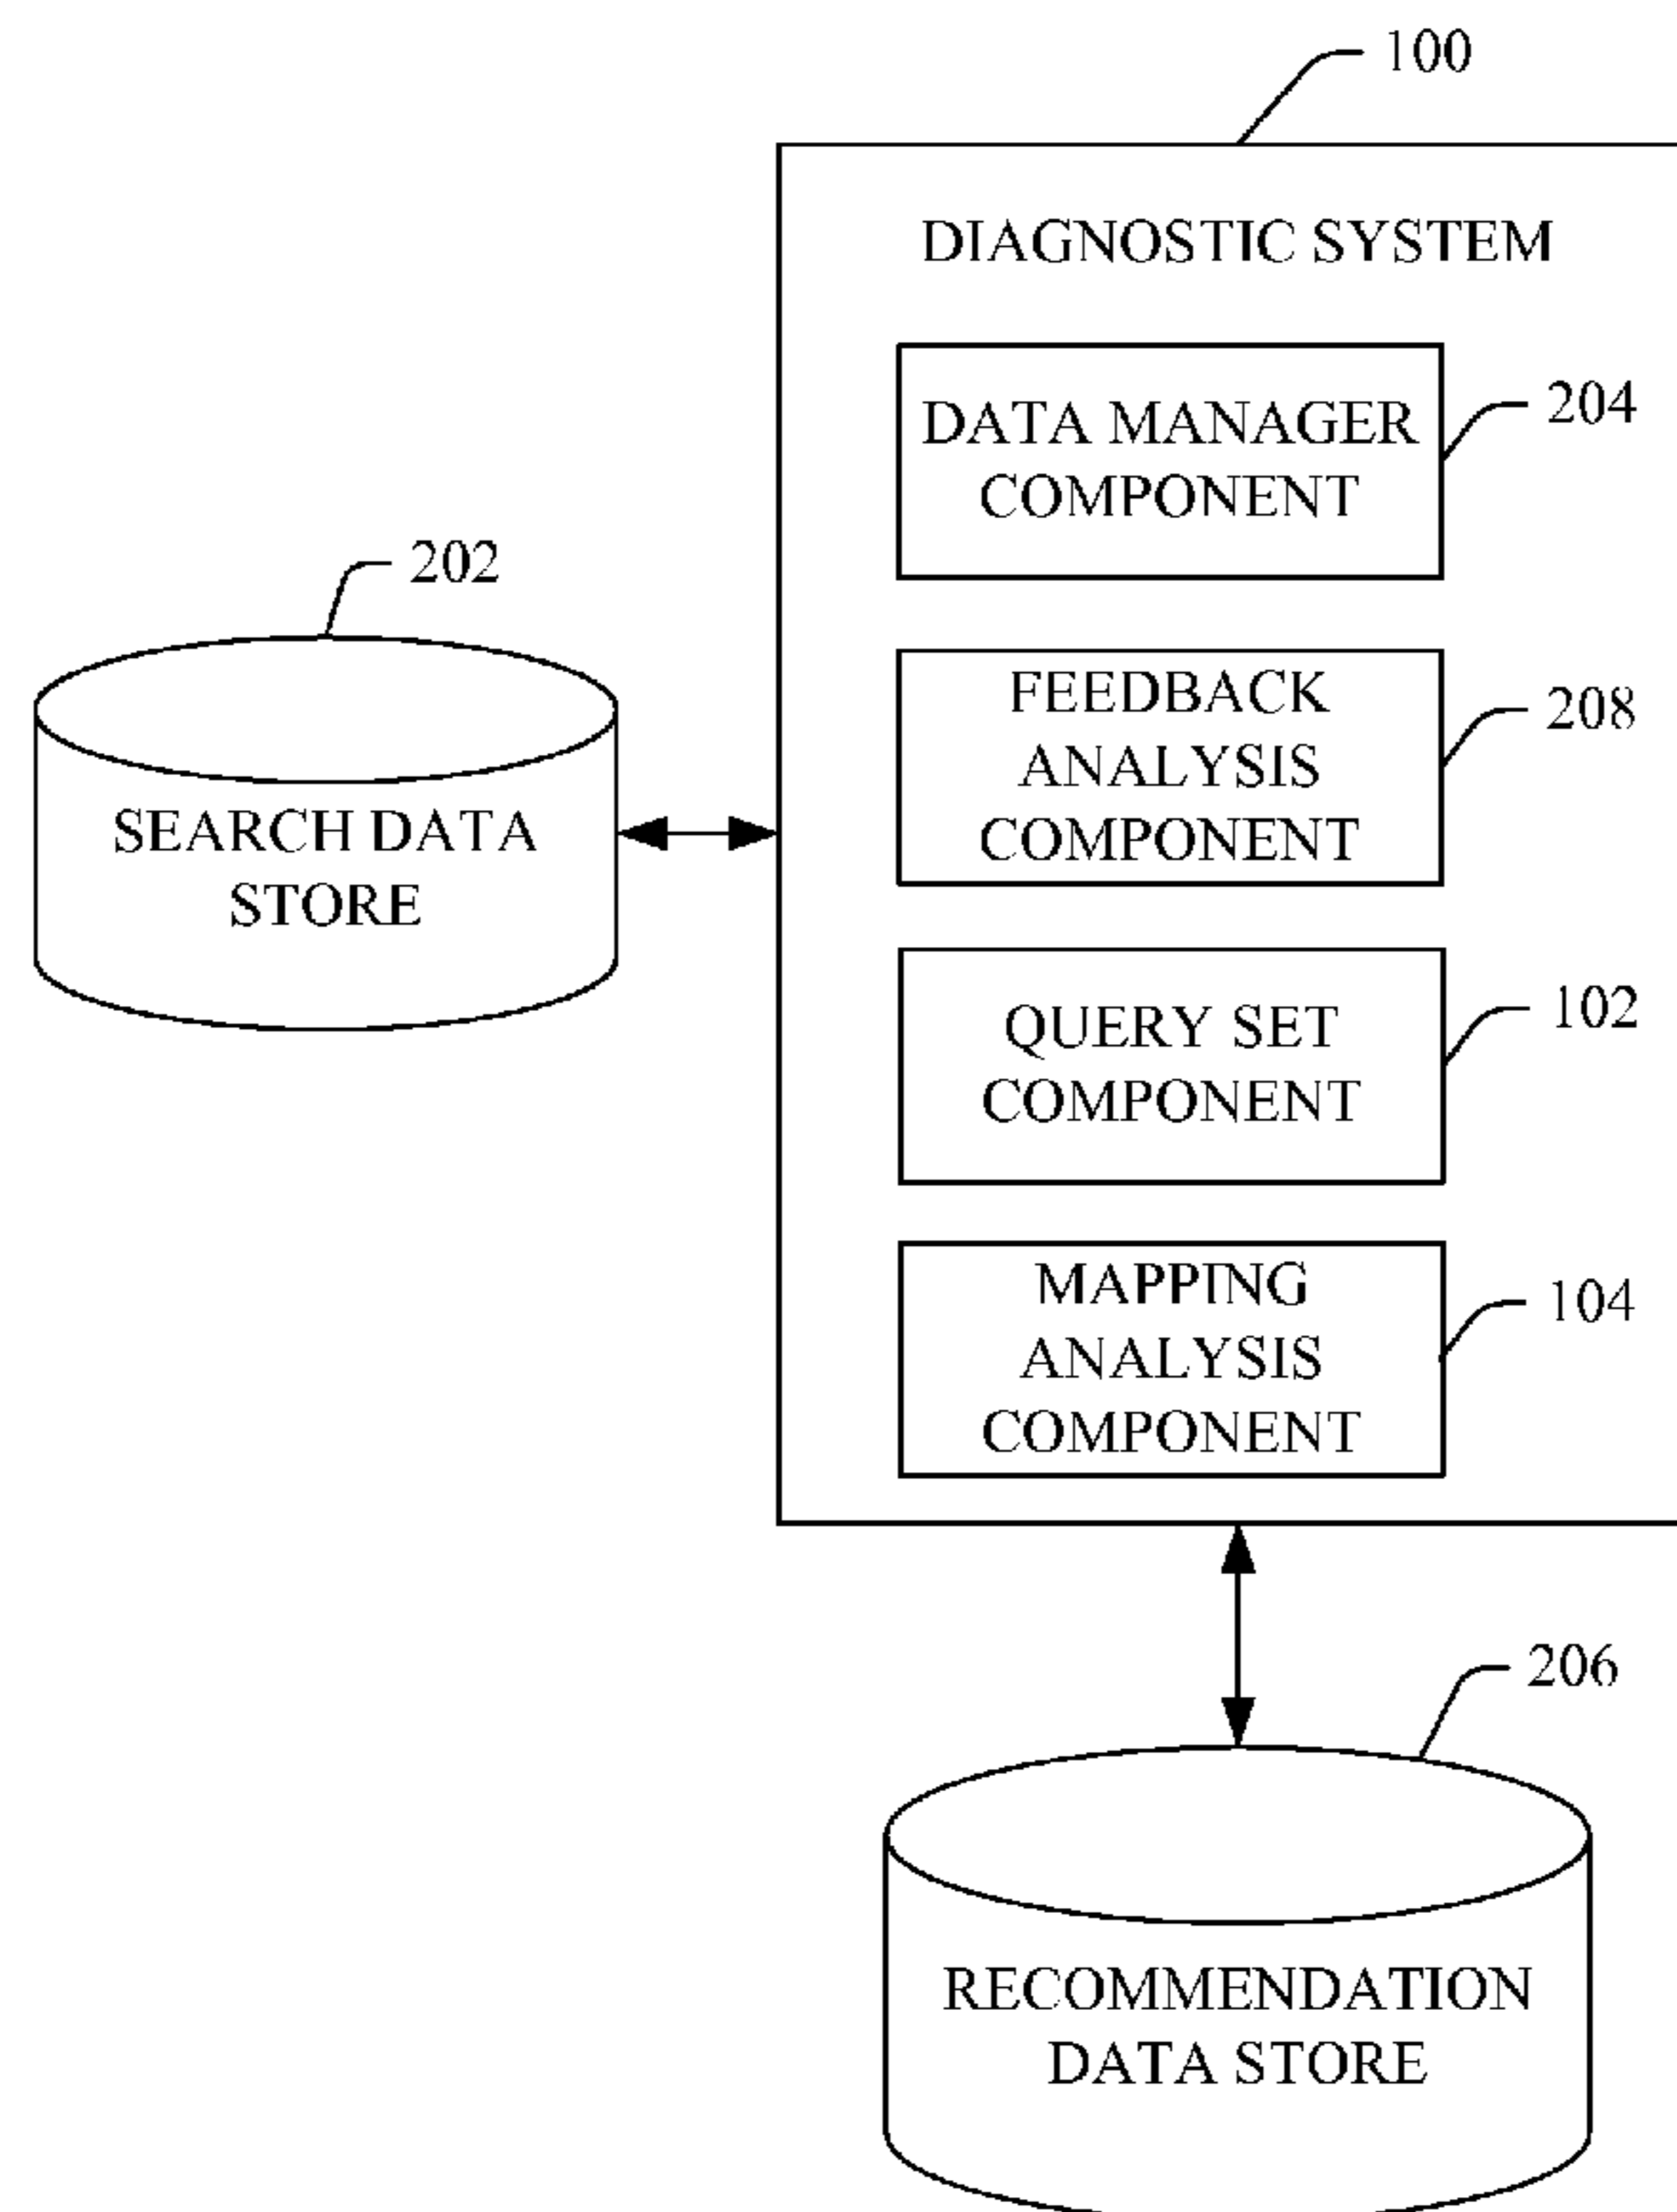 100
DIAGNOSTIC SYSTEM
DATA MANAGER
COMPONENT
204
202
SEARCH DATA
STORE
FEEDBACK
ANALYSIS
COMPONENT
208
QUERY SET
COMPONENT
102
MAPPING
ANALYSIS
COMPONENT
104
206
RECOMMENDATION
DATA STORE